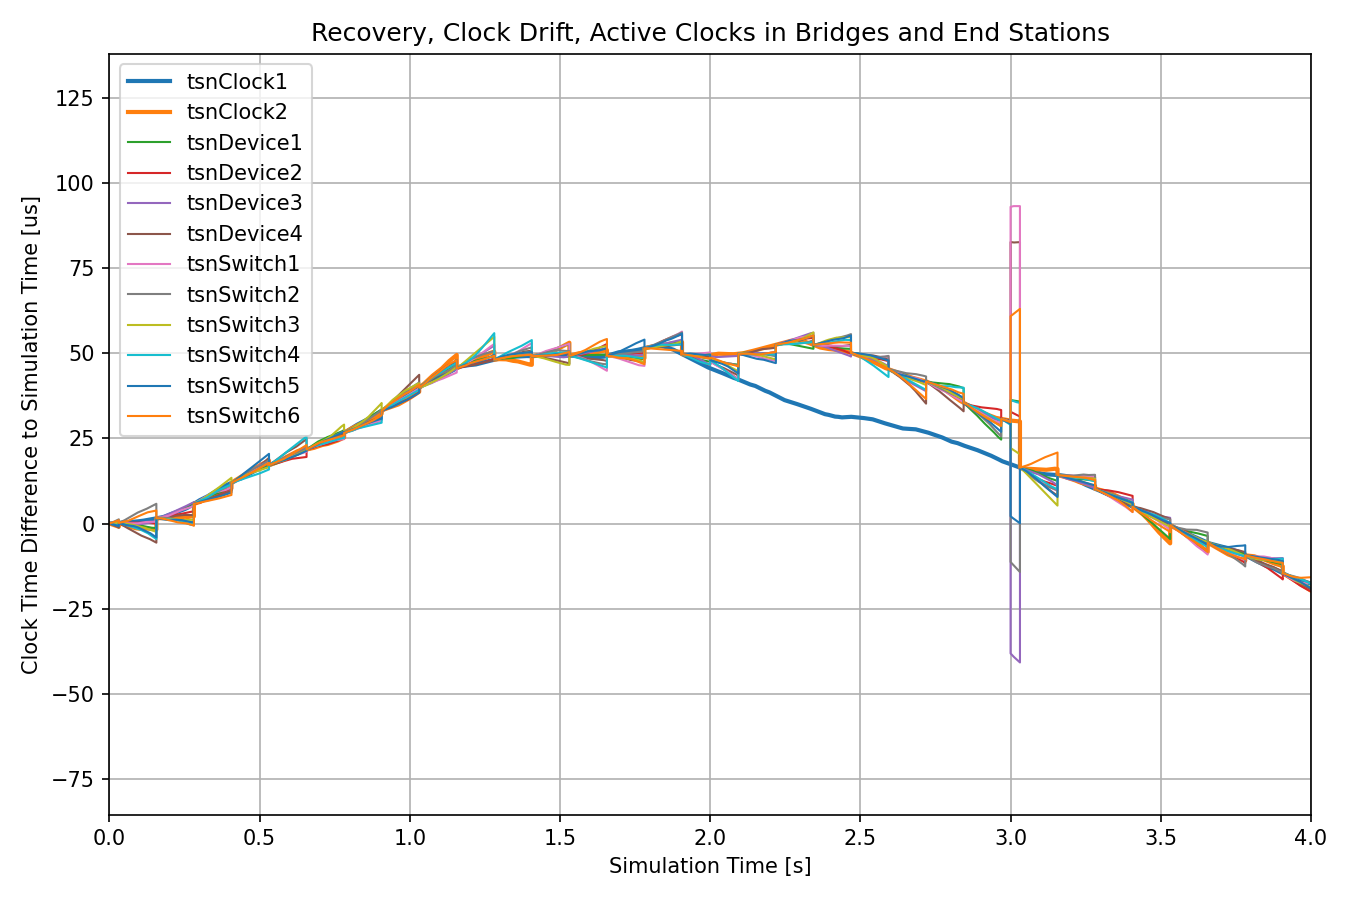 Recovery, Clock Drift, Active Clocks in Bridges and End Stations
Clock Time Difference to Simulation Time [us]
125
100
75
50
25
0
−25
−50
−75
tsnClock1
tsnClock2
tsnDevice1
tsnDevice2
tsnDevice3
tsnDevice4
tsnSwitch1
tsnSwitch2
tsnSwitch3
tsnSwitch4
tsnSwitch5
tsnSwitch6
0.0 0.5 1.0 1.5 2.0 2.5 3.0 3.5 4.0
Simulation Time [s]